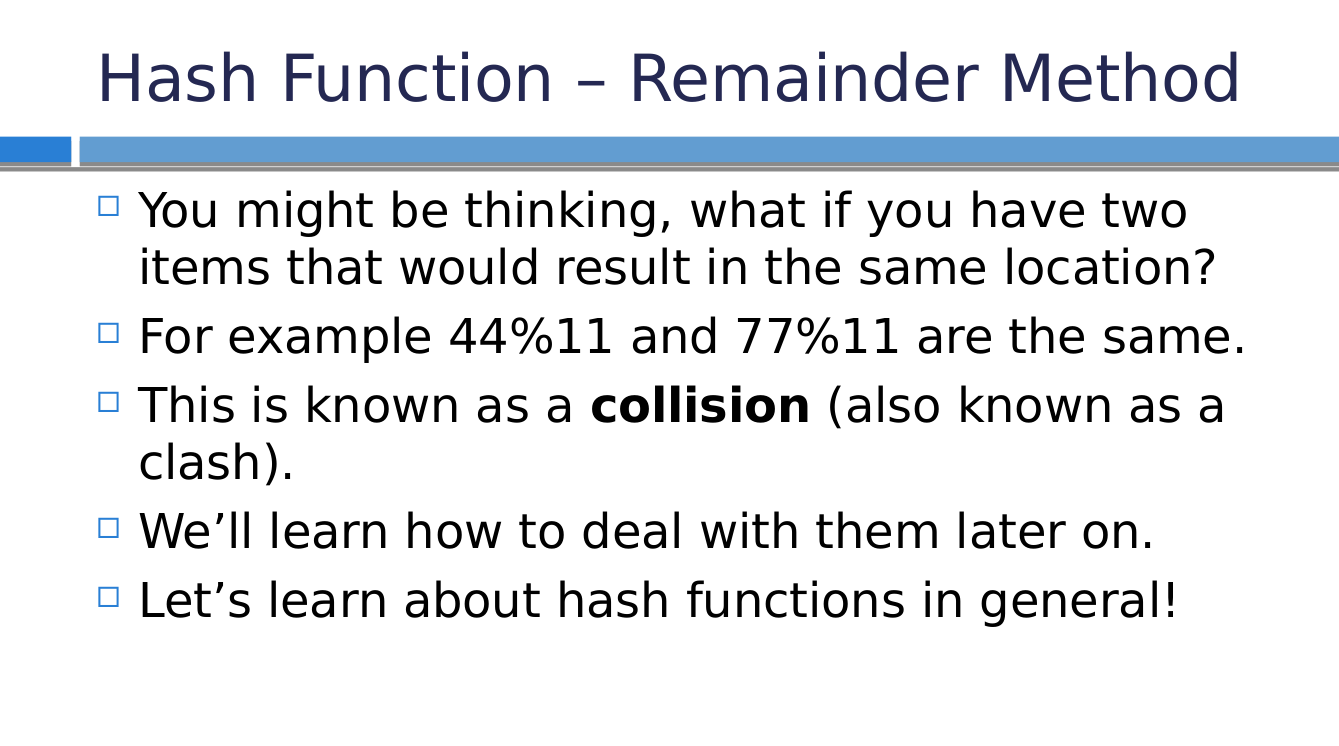 Hash Function – Remainder Method
You might be thinking, what if you have two
items that would result in the same location?
For example 44%11 and 77%11 are the same.
This is known as a collision (also known as a
clash).
We’ll learn how to deal with them later on.
Let’s learn about hash functions in general!